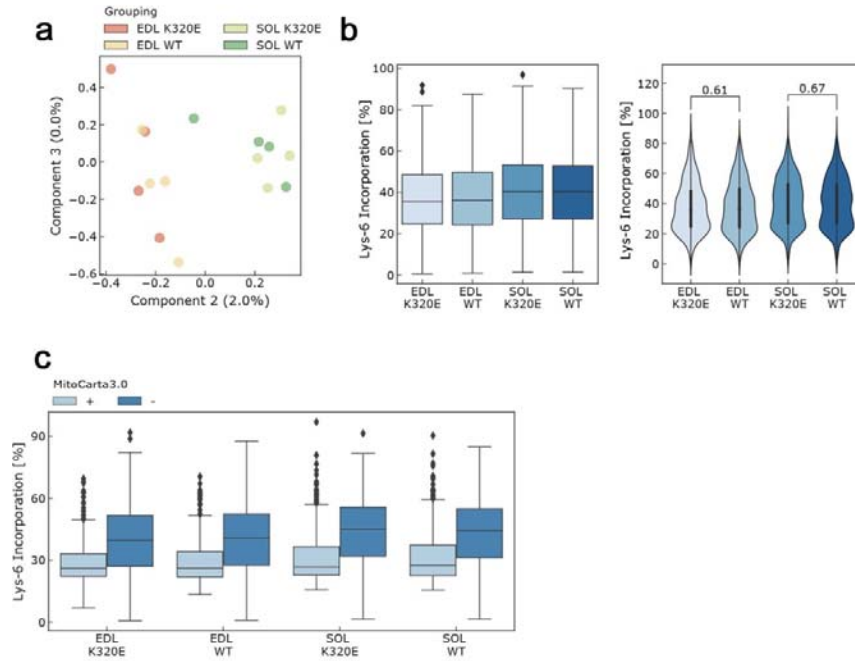 a
Grouping
EDL K320E
SOL K320E
EDL WT
SOL WT
Component 3 (0.0%)
0.4
0.2
0.0
−0.2
−0.4
−0.6
−0.4
−0.2
0.0
0.2
Component 2 (2.0%)
b
Lys-6 Incorporation [%]
100
80
60
40
20
0
EDL
K320E
EDL
WT
SOL
K320E
SOL
WT
Lys-6 Incorporation [%]
120
100
80
60
40
20
0
0.61
0.67
EDL
K320E
EDL
WT
SOL
K320E
SOL
WT
c
MitoCarta3.0
+
-
Lys-6 Incorporation [%]
90
60
30
0
EDL
K320E
EDL
WT
SOL
K320E
SOL
WT